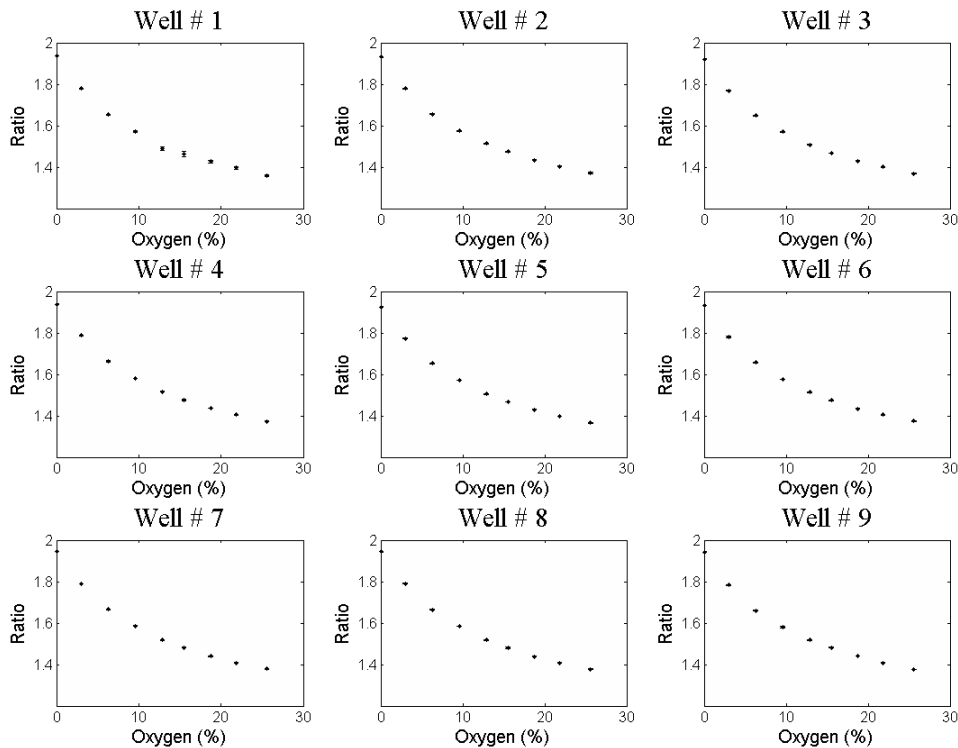 Well # 1 Well # 2 Well # 3
2 2 2
1.8 1.8 1.8
Ratio Ratio Ratio
1.6 1.6 1.6
1.4 1.4 1.4
0 10 20 30 0 10 20 30 0 10 20 30
Oxygen (%) Oxygen (%) Oxygen (%)
Well # 4 Well # 5 Well # 6
2 2 2
1.8 1.8 1.8
Ratio Ratio Ratio
1.6 1.6 1.6
1.4 1.4 1.4
0 10 20 30 0 10 20 30 0 10 20 30
Oxygen (%) Oxygen (%) Oxygen (%)
Well # 7 Well # 8 Well # 9
2 2 2
1.8 1.8 1.8
Ratio Ratio Ratio
1.6 1.6 1.6
1.4 1.4 1.4
0 10 20 30 0 10 20 30 0 10 20 30
Oxygen (%) Oxygen (%) Oxygen (%)